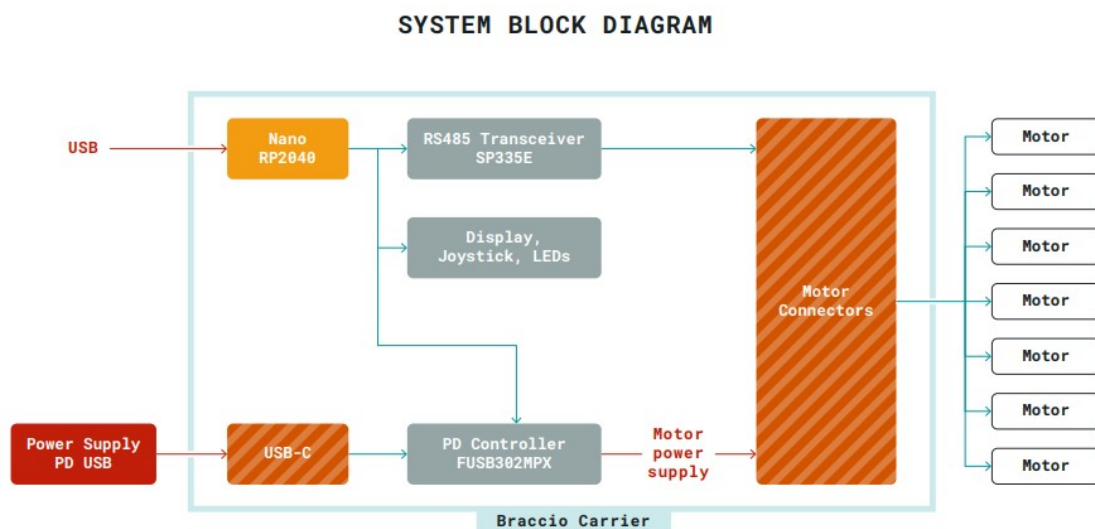 SYSTEM BLOCK DIAGRAM
USB
Nano
RP2040
RS485 Transceiver
SP335E
Display,
Joystick, LEDs
Motor
Connectors
Motor
Motor
Motor
Motor
Motor
Motor
Motor
Power Supply
PD USB
USB-C
PD Controller
FUSB302MPX
Motor
power
supply
Braccio Carrier